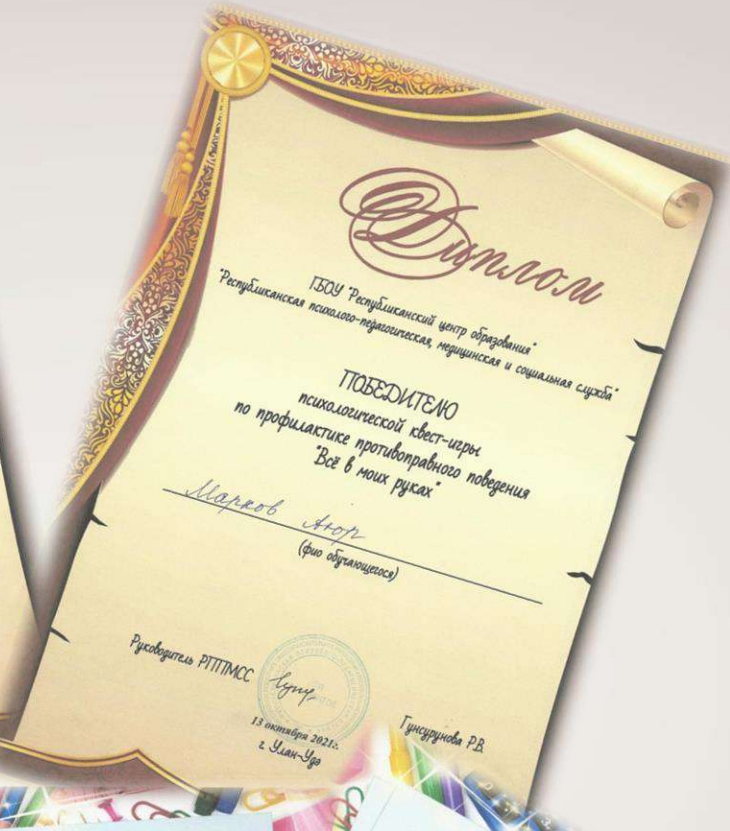 Диплом
ГБОУ "Республиканский центр образования"
"Республиканская психолого-педагогическая, медицинская и социальная служба"
ПОБЕДИТЕЛЮ
психологической квест-игры
по профилактике противоправного поведения
"Всё в моих руках"
Марков Аюр
(фио обучающегося)
Руководитель РППМСС
Гунсурунова Р.В.
13 октября 2021г.
г. Улан-Удэ